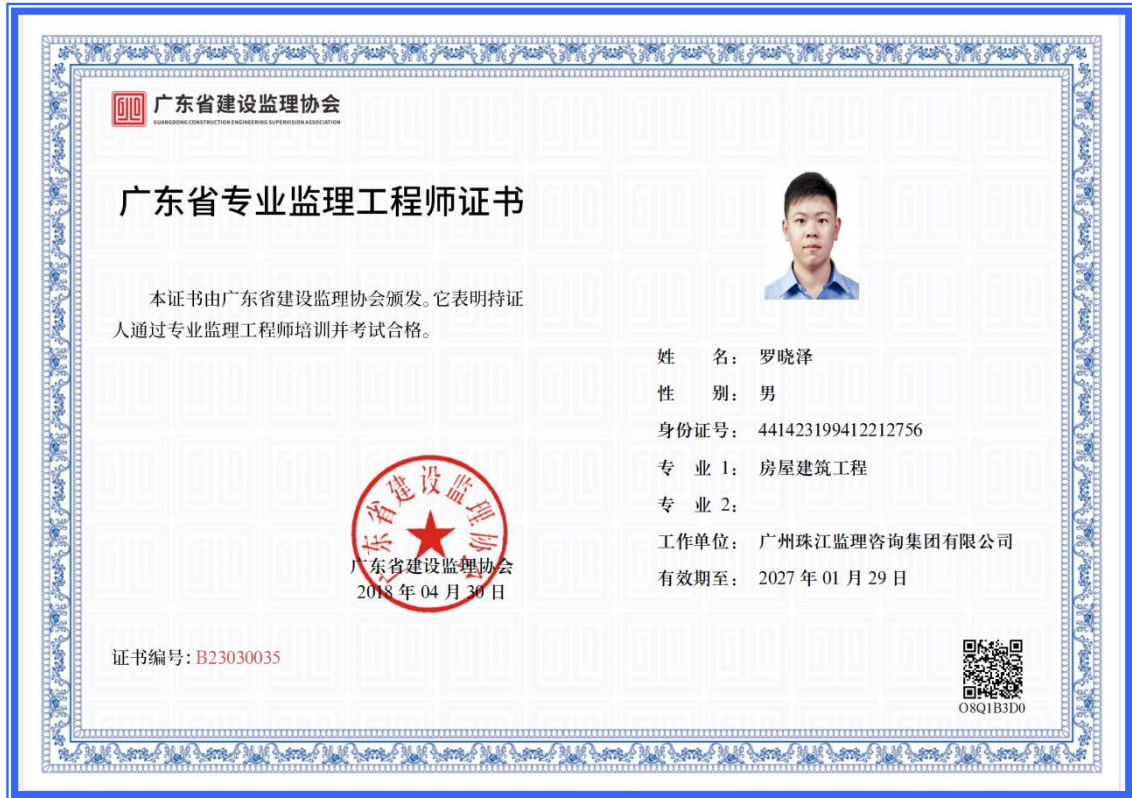 广东省建设监理协会
GUANGDONG CONSTRUCTION ENGINEERING SUPERVISION ASSOCIATION
广东省专业监理工程师证书
本证书由广东省建设监理协会颁发。它表明持证
人通过专业监理工程师培训并考试合格。
姓 名： 罗晓泽
性 别： 男
身份证号： 441423199412212756
专 业 1： 房屋建筑工程
专 业 2：
工作单位： 广州珠江监理咨询集团有限公司
有效期至： 2027 年 01 月 29 日
广东省建设监理协会
广东省建设监理协会
2018 年 04 月 30 日
证书编号: B23030035
O8Q1B3D0